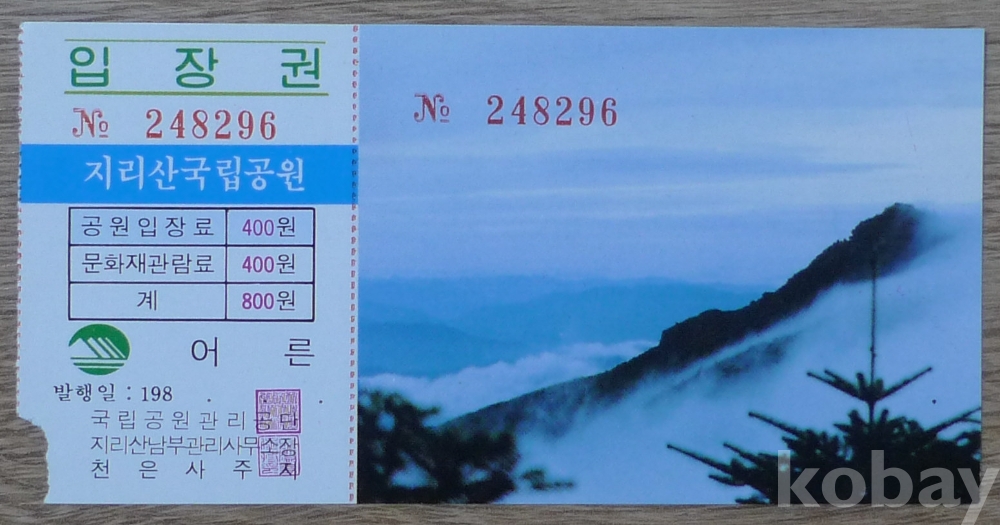 입장권
№ 248296
지리산국립공원
공원입장료 400원
문화재관람료 400원
계 800원
어른
발행일 : 198 . .
국립공원관리공단
지리산남부관리사무소장
천은사주지
№ 248296
kobay